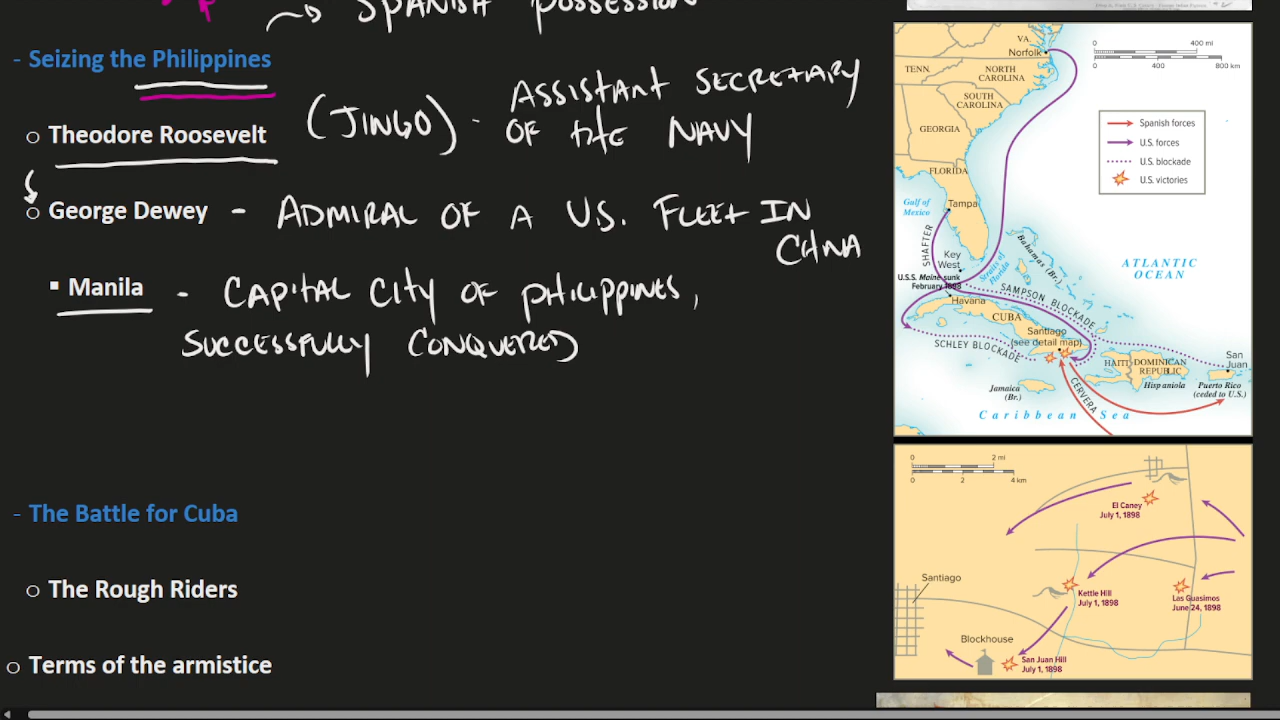 SPANISH POSSESSION
- Seizing the Philippines
o Theodore Roosevelt (JINGO) - ASSISTANT SECRETARY
OF THE NAVY
o George Dewey - ADMIRAL OF A U.S. FLEET IN
CHNA
▪ Manila - CAPITAL CITY OF PHILIPPINES,
SUCCESSFULLY CONQUERED
- The Battle for Cuba
o The Rough Riders
o Terms of the armistice
VA.
Norfolk
0 400 mi
0 400 800 km
TENN.
NORTH
CAROLINA
SOUTH
CAROLINA
GEORGIA
Spanish forces
U.S. forces
U.S. blockade
U.S. victories
FLORIDA
Gulf of
Mexico
Tampa
SHAFTER
Key
West
Straits of
Florida
Bahamas (Br.)
ATLANTIC
OCEAN
U.S.S. Maine sunk
February 1898
Havana
SAMPSON BLOCKADE
CUBA
Santiago
(see detail map)
SCHLEY BLOCKADE
HAITI
DOMINICAN
REPUBLIC
Hispaniola
San
Juan
Puerto Rico
(ceded to U.S.)
Jamaica
(Br.)
CERVERA
Caribbean Sea
0 2 mi
0 2 4 km
El Caney
July 1, 1898
Santiago
Kettle Hill
July 1, 1898
Las Guasimos
June 24, 1898
Blockhouse
San Juan Hill
July 1, 1898